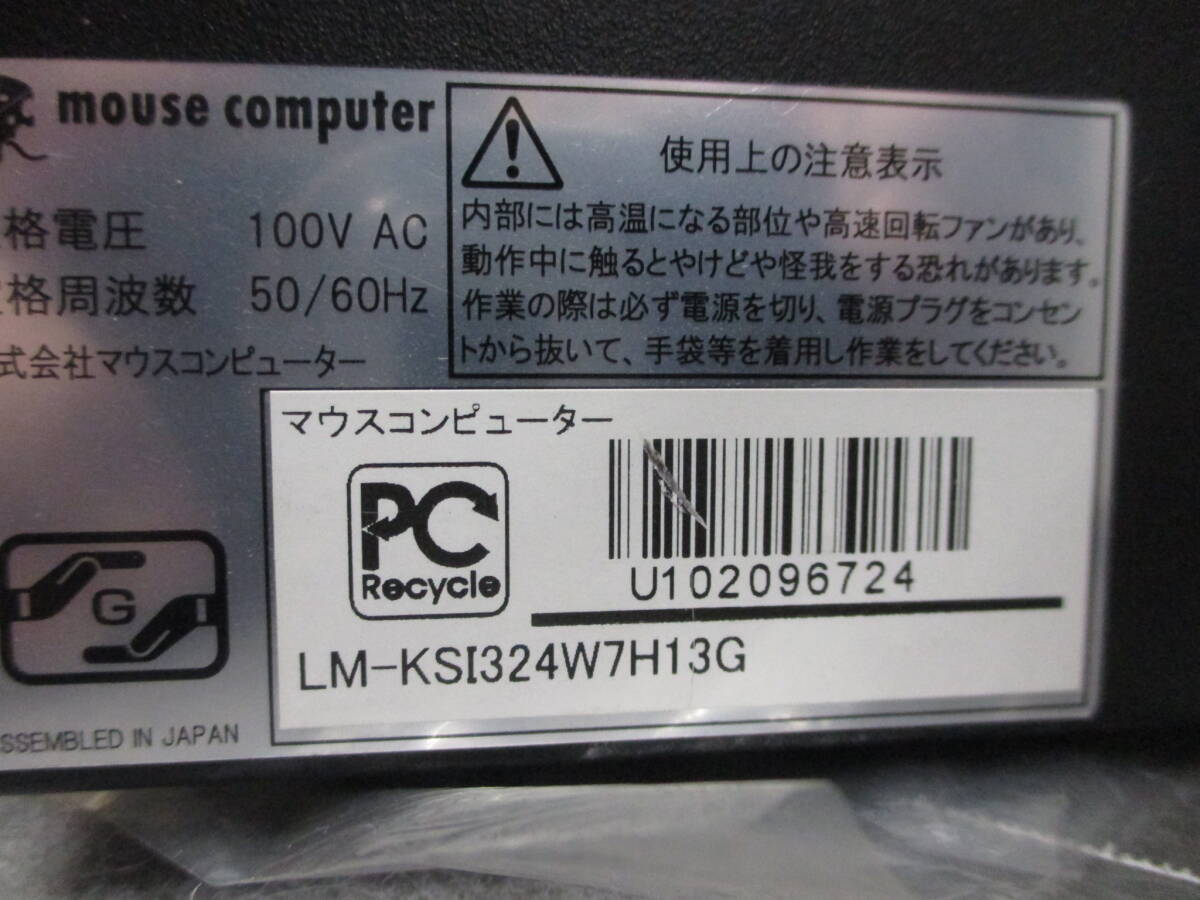 mouse computer
格電圧 100V AC
格周波数 50/60Hz
式会社マウスコンピューター
使用上の注意表示
内部には高温になる部位や高速回転ファンがあり、
動作中に触るとやけどや怪我をする恐れがあります。
作業の際は必ず電源を切り、電源プラグをコンセン
トから抜いて、手袋等を着用し作業をしてください。
マウスコンピューター
PC
Recycle
U102096724
LM-KSI324W7H13G
G
SSEMBLED IN JAPAN